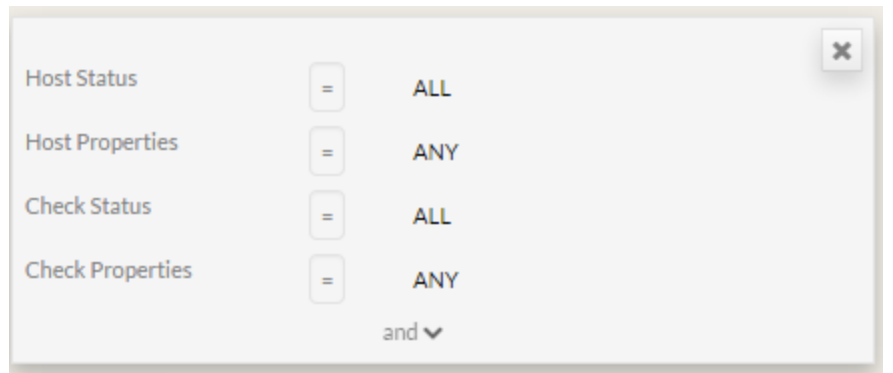 Host Status = ALL
Host Properties = ANY
Check Status = ALL
Check Properties = ANY
and